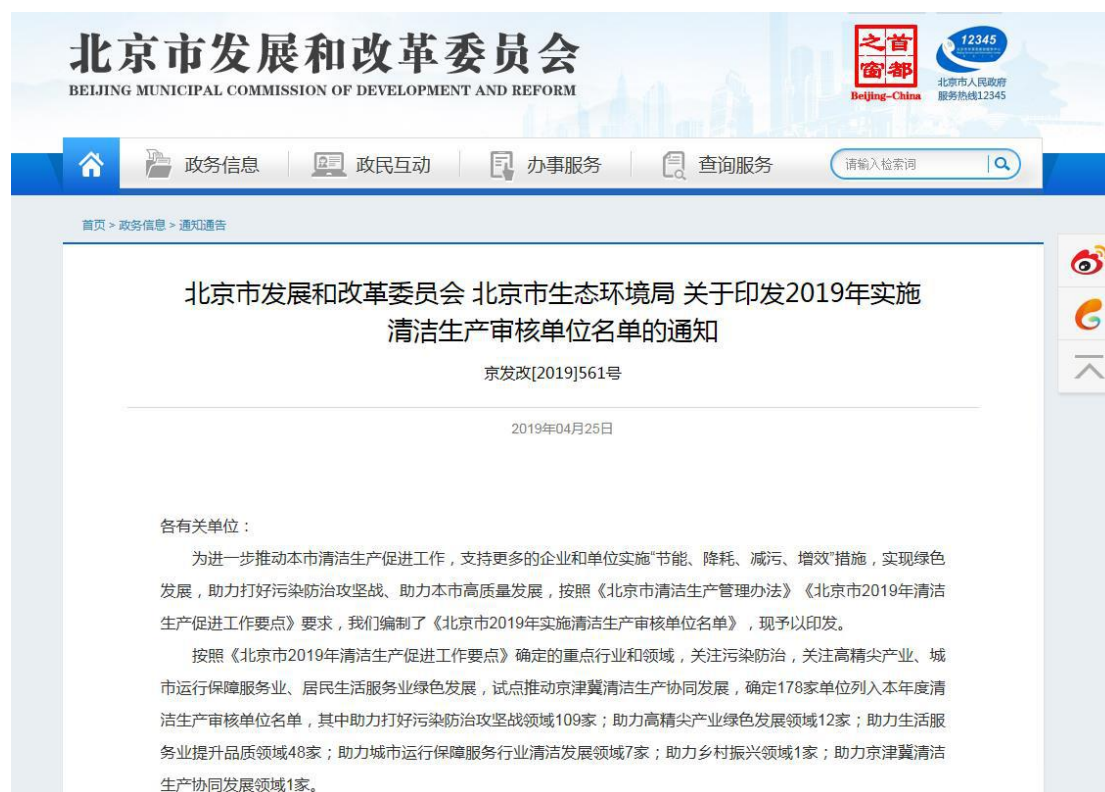 北京市发展和改革委员会
BEIJING MUNICIPAL COMMISSION OF DEVELOPMENT AND REFORM
首都之窗
Beijing-China
12345
北京市人民政府
服务热线12345
政务信息
政民互动
办事服务
查询服务
请输入检索词
首页 > 政务信息 > 通知通告
北京市发展和改革委员会 北京市生态环境局 关于印发2019年实施
清洁生产审核单位名单的通知
京发改[2019]561号
2019年04月25日
各有关单位：
为进一步推动本市清洁生产促进工作，支持更多的企业和单位实施“节能、降耗、减污、增效”措施，实现绿色
发展，助力打好污染防治攻坚战、助力本市高质量发展，按照《北京市清洁生产管理办法》《北京市2019年清洁
生产促进工作要点》要求，我们编制了《北京市2019年实施清洁生产审核单位名单》，现予以印发。
按照《北京市2019年清洁生产促进工作要点》确定的重点行业和领域，关注污染防治，关注高精尖产业、城
市运行保障服务业、居民生活服务业绿色发展，试点推动京津冀清洁生产协同发展，确定178家单位列入本年度清
洁生产审核单位名单，其中助力打好污染防治攻坚战领域109家；助力高精尖产业绿色发展领域12家；助力生活服
务业提升品质领域48家；助力城市运行保障服务行业清洁发展领域7家；助力乡村振兴领域1家；助力京津冀清洁
生产协同发展领域1家。